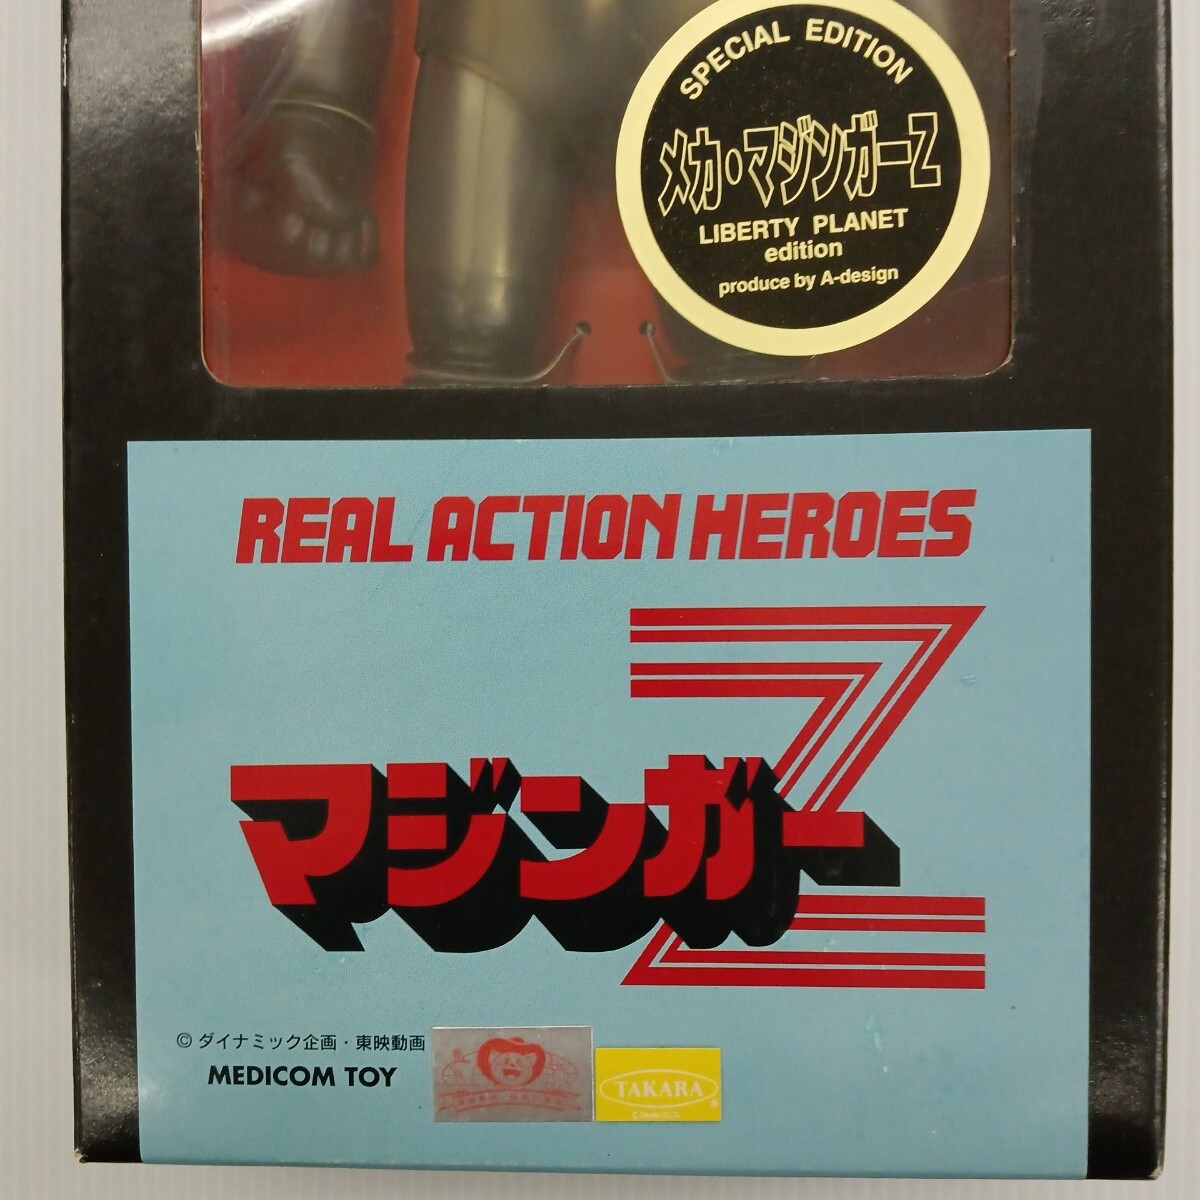 SPECIAL EDITION
メカ・マジンガーZ
LIBERTY PLANET
edition
produce by A-design
REAL ACTION HEROES
マジンガーZ
© ダイナミック企画・東映動画
MEDICOM TOY
TAKARA